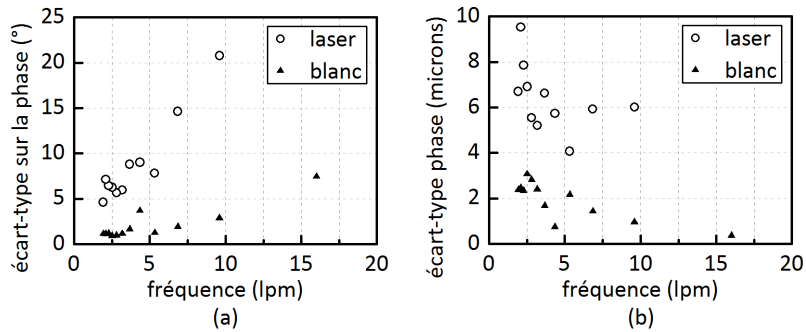 écart-type sur la phase (°)
25
20
15
10
5
0
0
5
10
15
20
laser
blanc
fréquence (lpm)
(a)
écart-type phase (microns)
10
8
6
4
2
0
0
5
10
15
20
laser
blanc
fréquence (lpm)
(b)